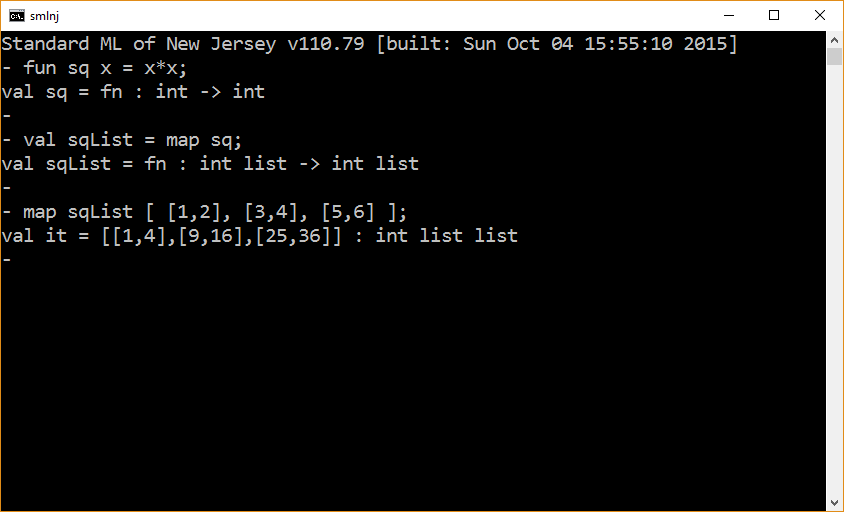 smlnj
Standard ML of New Jersey v110.79 [built: Sun Oct 04 15:55:10 2015]
- fun sq x = x*x;
val sq = fn : int -> int
-
- val sqList = map sq;
val sqList = fn : int list -> int list
-
- map sqList [ [1,2], [3,4], [5,6] ];
val it = [[1,4],[9,16],[25,36]] : int list list
-